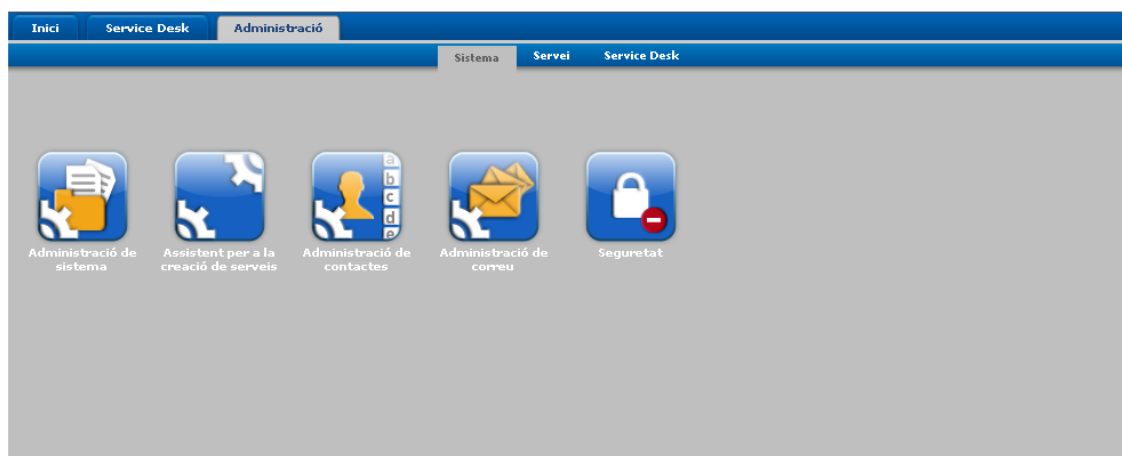 Inici Service Desk Administració
Sistema Servei Service Desk
a
b
c
d
e
Administració de
sistema
Assistent per a la
creació de serveis
Administració de
contactes
Administració de
correu
Seguretat